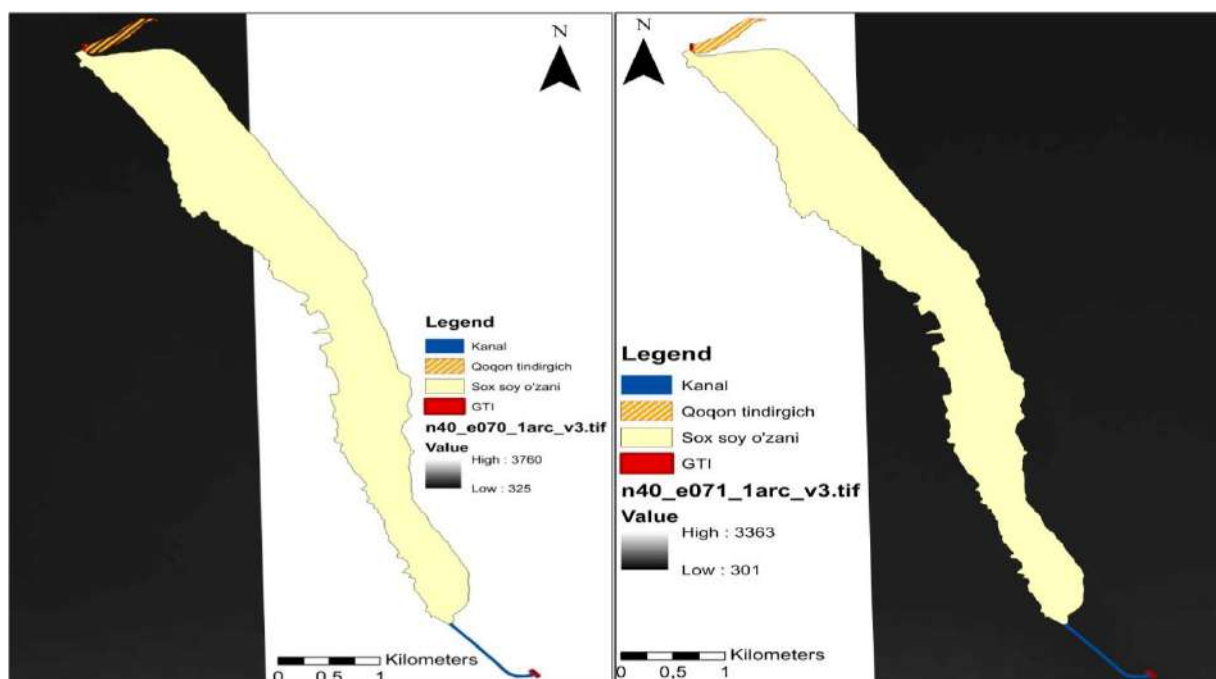 N
Legend
Kanal
Qoqon tindirgich
Sox soy o'zani
GTI
n40_e070_1arc_v3.tif
Value
High : 3760
Low : 325
Kilometers
0 0,5 1
N
Legend
Kanal
Qoqon tindirgich
Sox soy o'zani
GTI
n40_e071_1arc_v3.tif
Value
High : 3363
Low : 301
Kilometers
0 0,5 1